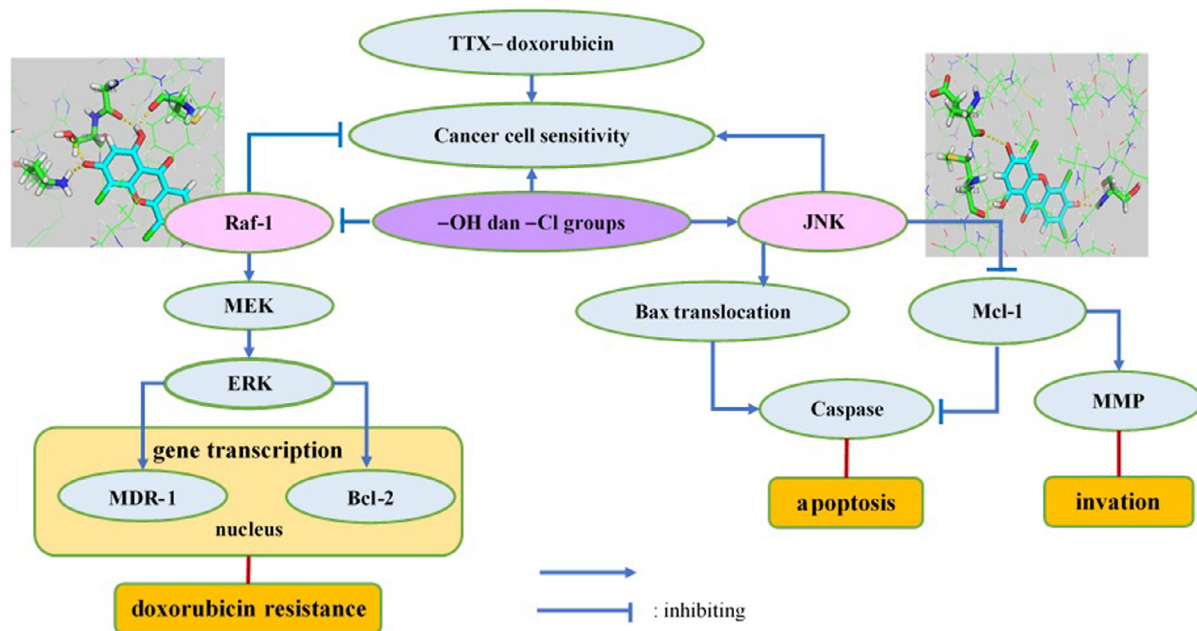 TTX– doxorubicin
Cancer cell sensitivity
Raf-1
–OH dan –Cl groups
JNK
MEK
Bax translocation
Mcl-1
ERK
Caspase
MMP
gene transcription
MDR-1
Bcl-2
nucleus
apoptosis
invation
doxorubicin resistance
: inhibiting